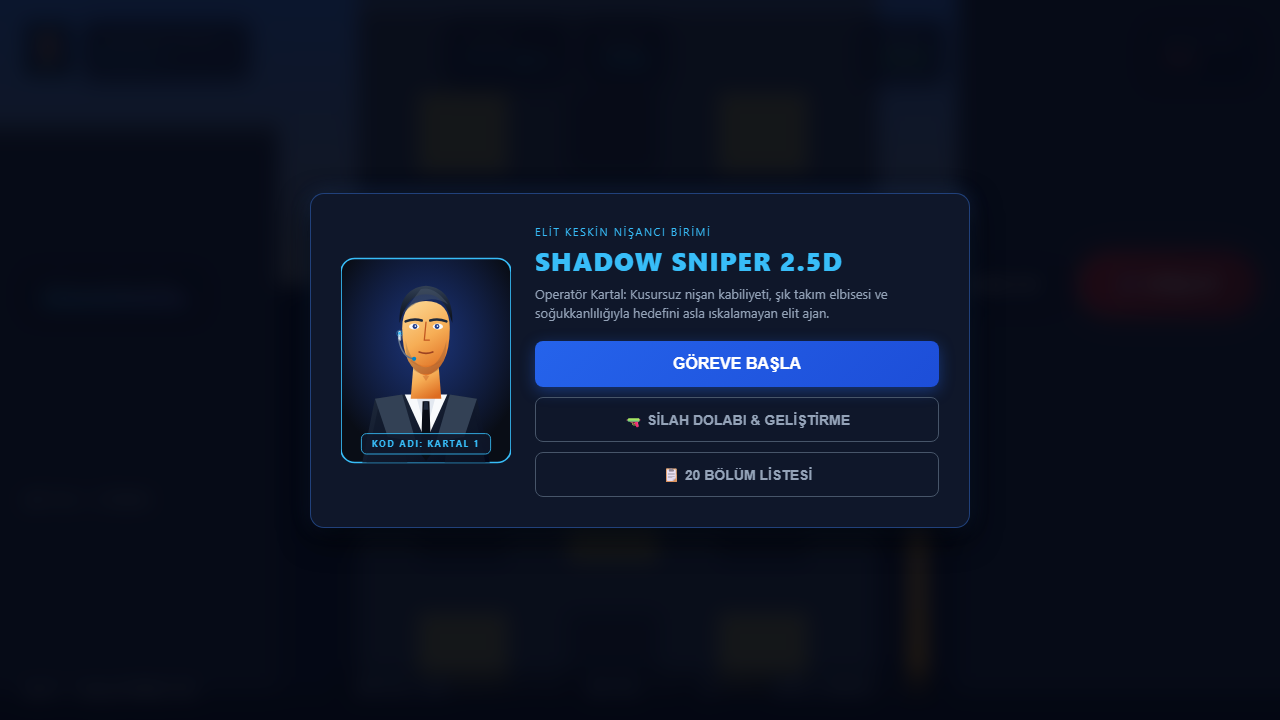 ELİT KESKİN NİŞANCI BİRİMİ
SHADOW SNIPER 2.5D
Operatör Kartal: Kusursuz nişan kabiliyeti, şık takım elbisesi ve
soğukkanlılığıyla hedefini asla ıskalamayan elit ajan.
KOD ADI: KARTAL 1
GÖREVE BAŞLA
SİLAH DOLABI & GELİŞTİRME
20 BÖLÜM LİSTESİ